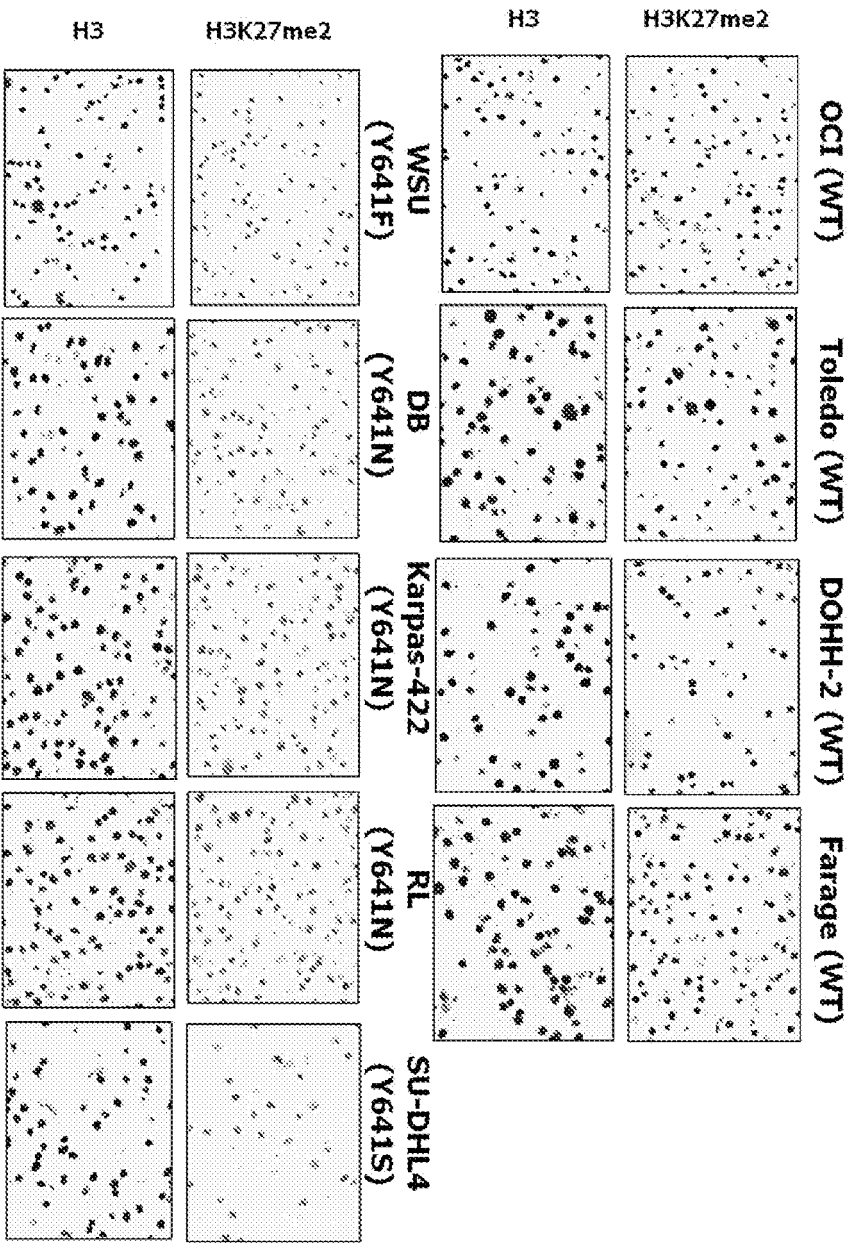 OCI (WT)
Toledo (WT)
DOHH-2 (WT)
Farage (WT)
H3K27me2
H3
WSU
(Y641F)
DB
(Y641N)
Karpas-422
(Y641N)
RL
(Y641N)
SU-DHL4
(Y641S)
H3K27me2
H3